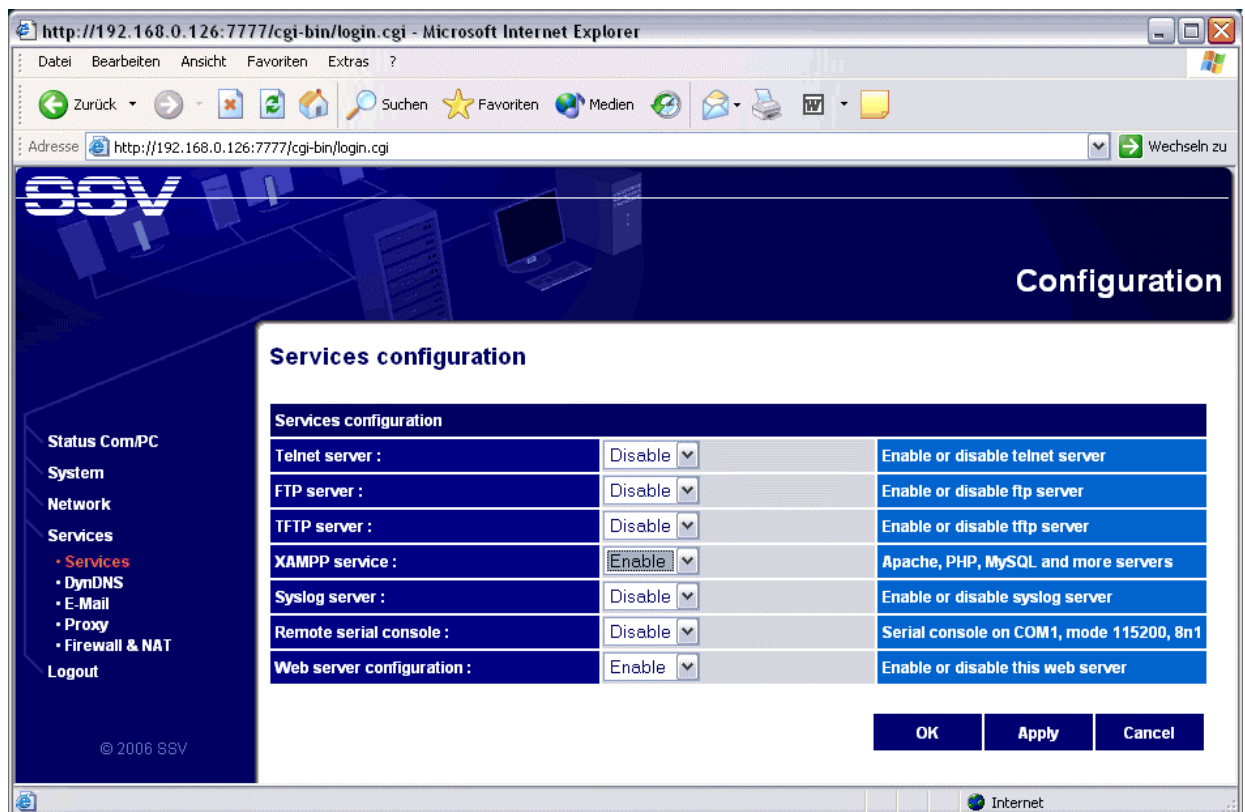 http://192.168.0.126:7777/cgi-bin/login.cgi - Microsoft Internet Explorer
Datei Bearbeiten Ansicht Favoriten Extras ?
Zurück Suchen Favoriten Medien W
Adresse http://192.168.0.126:7777/cgi-bin/login.cgi Wechseln zu
SSV
Configuration
Services configuration
Services configuration
Telnet server : Disable Enable or disable telnet server
FTP server : Disable Enable or disable ftp server
TFTP server : Disable Enable or disable tftp server
XAMPP service : Enable Apache, PHP, MySQL and more servers
Syslog server : Disable Enable or disable syslog server
Remote serial console : Disable Serial console on COM1, mode 115200, 8n1
Web server configuration : Enable Enable or disable this web server
OK Apply Cancel
Status Com/PC
System
Network
Services
• Services
• DynDNS
• E-Mail
• Proxy
• Firewall & NAT
Logout
© 2006 SSV
Internet